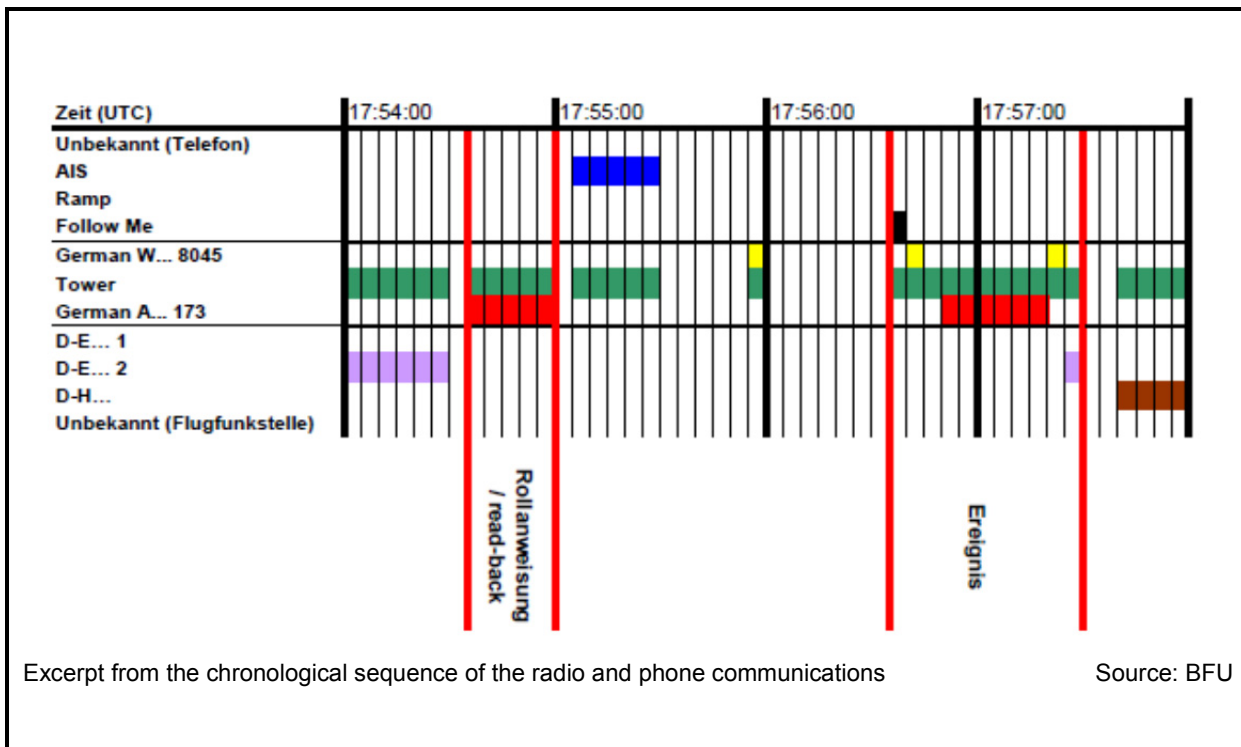 Zeit (UTC) 17:54:00 17:55:00 17:56:00 17:57:00
Unbekannt (Telefon)
AIS
Ramp
Follow Me
German W... 8045
Tower
German A... 173
D-E... 1
D-E... 2
D-H...
Unbekannt (Flugfunkstelle)
Rollanweisung
/ read-back
Ereignis
Excerpt from the chronological sequence of the radio and phone communications Source: BFU